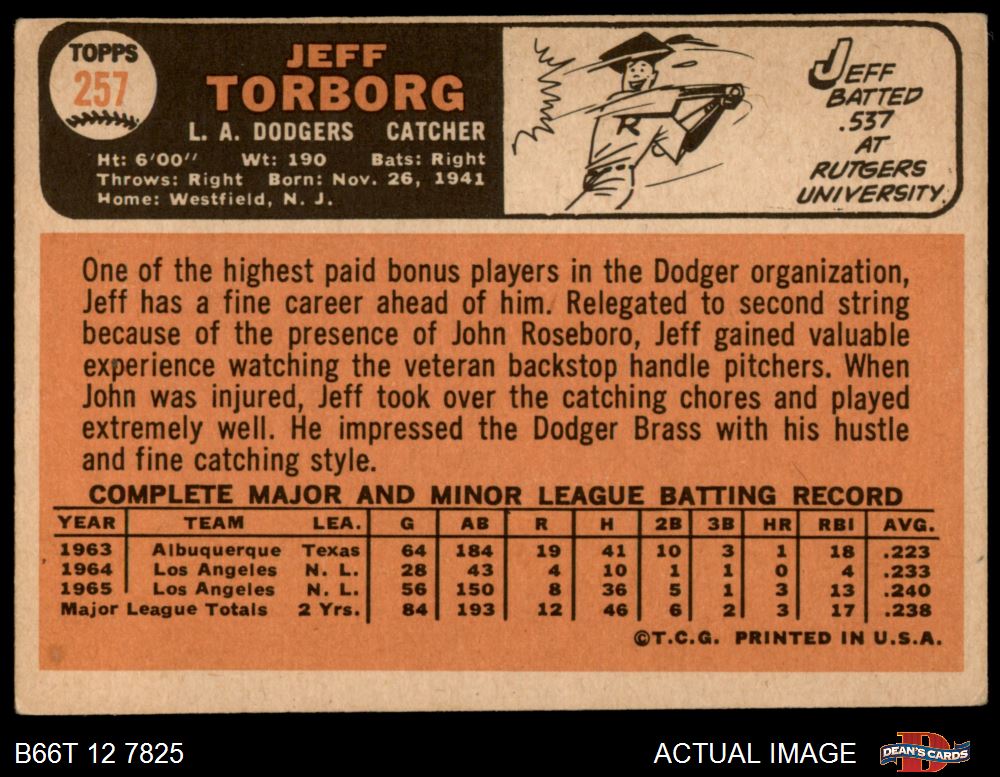 TOPPS
257
JEFF
TORBORG
L. A. DODGERS CATCHER
Ht: 6'00" Wt: 190 Bats: Right
Throws: Right Born: Nov. 26, 1941
Home: Westfield, N. J.
R
JEFF
BATTED
.537
AT
RUTGERS
UNIVERSITY.
One of the highest paid bonus players in the Dodger organization,
Jeff has a fine career ahead of him. Relegated to second string
because of the presence of John Roseboro, Jeff gained valuable
experience watching the veteran backstop handle pitchers. When
John was injured, Jeff took over the catching chores and played
extremely well. He impressed the Dodger Brass with his hustle
and fine catching style.
COMPLETE MAJOR AND MINOR LEAGUE BATTING RECORD
YEAR TEAM LEA. G AB R H 2B 3B HR RBI AVG.
1963 Albuquerque Texas 64 184 19 41 10 3 1 18 .223
1964 Los Angeles N. L. 28 43 4 10 1 1 0 4 .233
1965 Los Angeles N. L. 56 150 8 36 5 1 3 13 .240
Major League Totals 2 Yrs. 84 193 12 46 6 2 3 17 .238
©T.C.G. PRINTED IN U.S.A.
B66T 12 7825 ACTUAL IMAGE DEAN'S CARDS